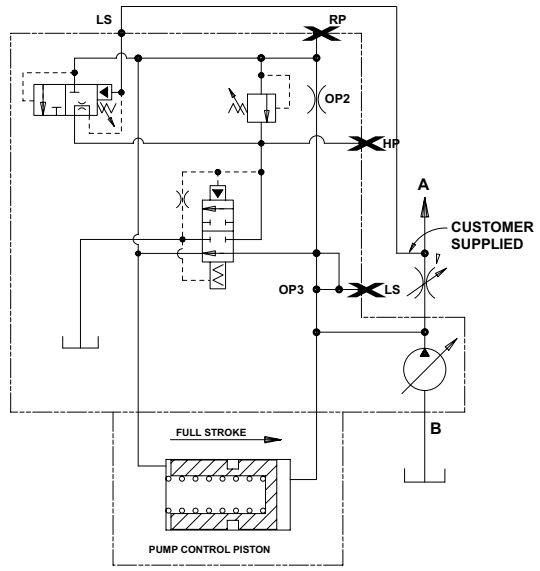 LS
RP
OP2
HP
A
CUSTOMER
SUPPLIED
OP3
LS
B
FULL STROKE
PUMP CONTROL PISTON